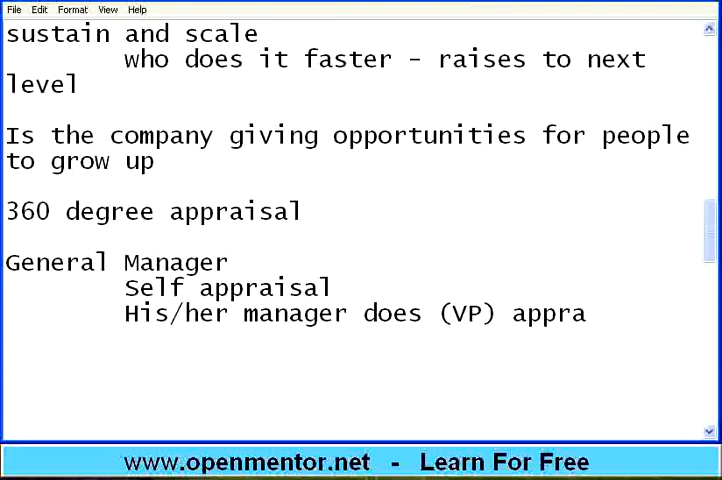 File Edit Format View Help
sustain and scale
who does it faster - raises to next
level
Is the company giving opportunities for people
to grow up
360 degree appraisal
General Manager
Self appraisal
His/her manager does (VP) appra
www.openmentor.net - Learn For Free